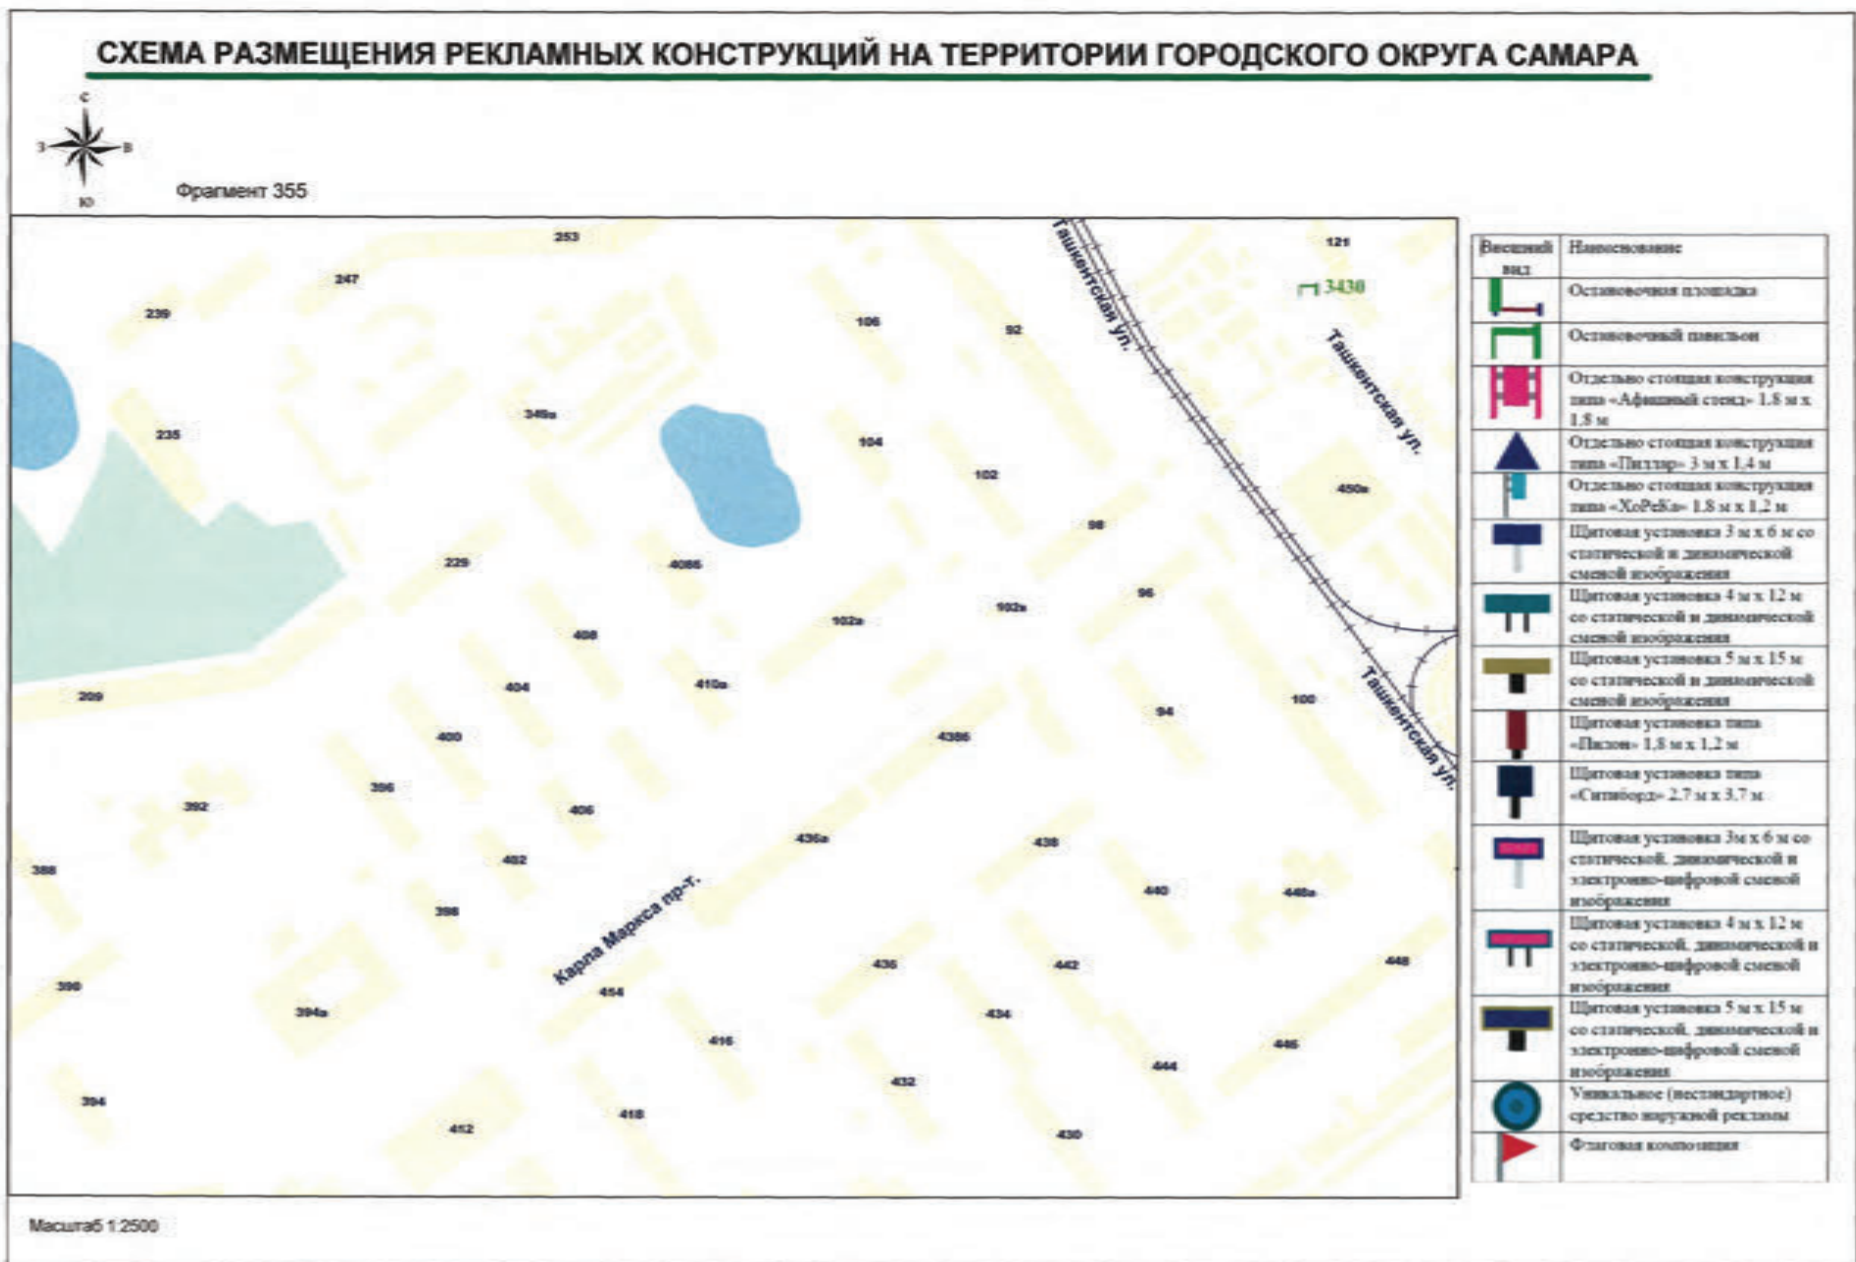 СХЕМА РАЗМЕЩЕНИЯ РЕКЛАМНЫХ КОНСТРУКЦИЙ НА ТЕРРИТОРИИ ГОРОДСКОГО ОКРУГА САМАРА
С
З В
Ю
Фрагмент 355
253
121
247
3430
239
106
92
Ташкентская ул.
Ташкентская ул.
349а
235
104
102
450а
98
229
408б
96
102в
102а
408
410а
404
209
100
94
Ташкентская ул.
400
438б
396
392
406
436а
438
402
388
440
448а
398
Карла Маркса пр-т.
436
442
448
390
414
394а
434
416
446
444
432
394
418
412
430
Внешний
вид
Наименование
Остановочная площадка
Остановочный павильон
Отдельно стоящая конструкция
типа «Афишный стенд» 1.8 м х
1.8 м
Отдельно стоящая конструкция
типа «Пиллар» 3 м х 1,4 м
Отдельно стоящая конструкция
типа «ХоРеКа» 1.8 м х 1,2 м
Щитовая установка 3 м х 6 м со
статической и динамической
сменой изображения
Щитовая установка 4 м х 12 м
со статической и динамической
сменой изображения
Щитовая установка 5 м х 15 м
со статической и динамической
сменой изображения
Щитовая установка типа
«Пилон» 1,8 м х 1,2 м
Щитовая установка типа
«Ситиборд» 2.7 м х 3.7 м
Щитовая установка 3м х 6 м со
статической, динамической и
электронно-цифровой сменой
изображения
Щитовая установка 4 м х 12 м
со статической, динамической и
электронно-цифровой сменой
изображения
Щитовая установка 5 м х 15 м
со статической, динамической и
электронно-цифровой сменой
изображения
Уникальное (нестандартное)
средство наружной рекламы
Флаговая композиция
Масштаб 1:2500